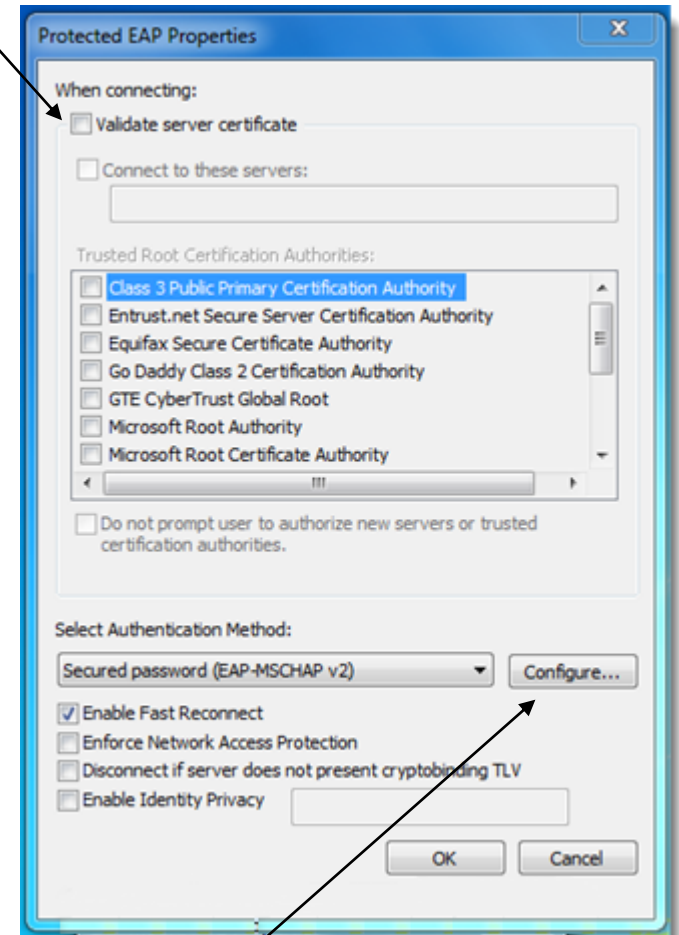 Protected EAP Properties
When connecting:
Validate server certificate
Connect to these servers:
Trusted Root Certification Authorities:
Class 3 Public Primary Certification Authority
Entrust.net Secure Server Certification Authority
Equifax Secure Certificate Authority
Go Daddy Class 2 Certification Authority
GTE CyberTrust Global Root
Microsoft Root Authority
Microsoft Root Certificate Authority
Do not prompt user to authorize new servers or trusted
certification authorities.
Select Authentication Method:
Secured password (EAP-MSCHAP v2) Configure...
Enable Fast Reconnect
Enforce Network Access Protection
Disconnect if server does not present cryptobinding TLV
Enable Identity Privacy
OK Cancel